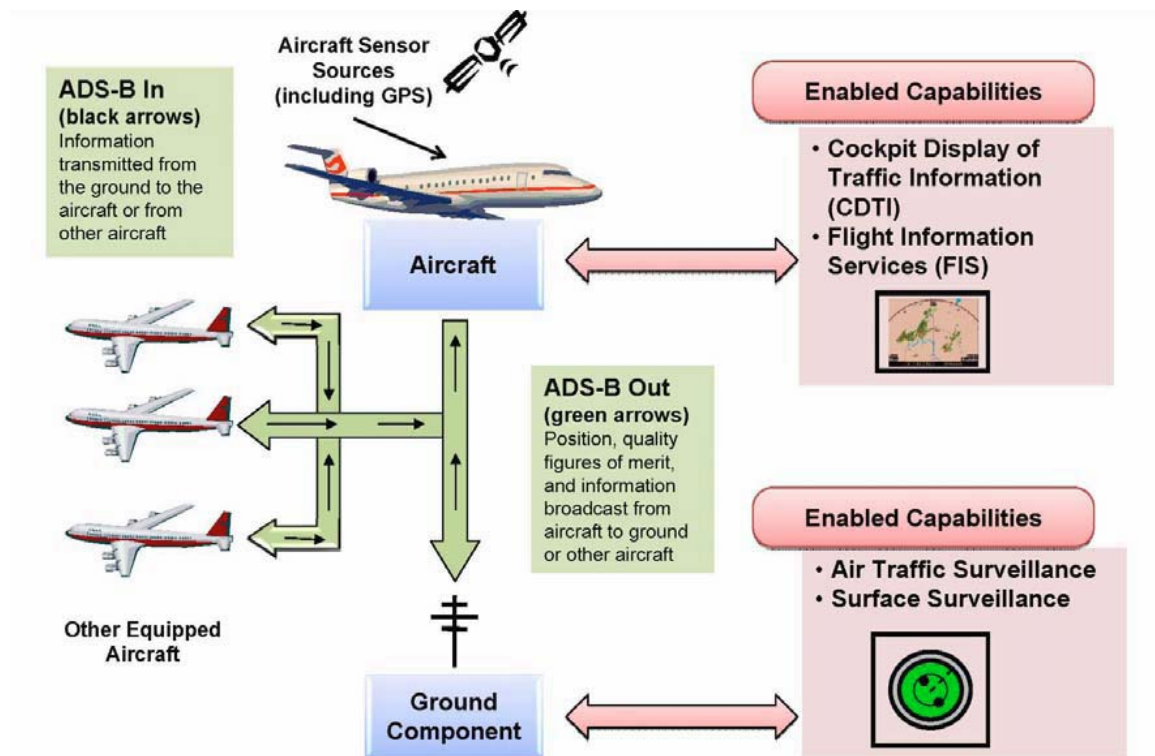 Aircraft Sensor
Sources
(including GPS)
ADS-B In
(black arrows)
Information
transmitted from
the ground to the
aircraft or from
other aircraft
Enabled Capabilities
• Cockpit Display of
Traffic Information
(CDTI)
• Flight Information
Services (FIS)
Aircraft
ADS-B Out
(green arrows)
Position, quality
figures of merit,
and information
broadcast from
aircraft to ground
or other aircraft
Enabled Capabilities
• Air Traffic Surveillance
• Surface Surveillance
Other Equipped
Aircraft
Ground
Component